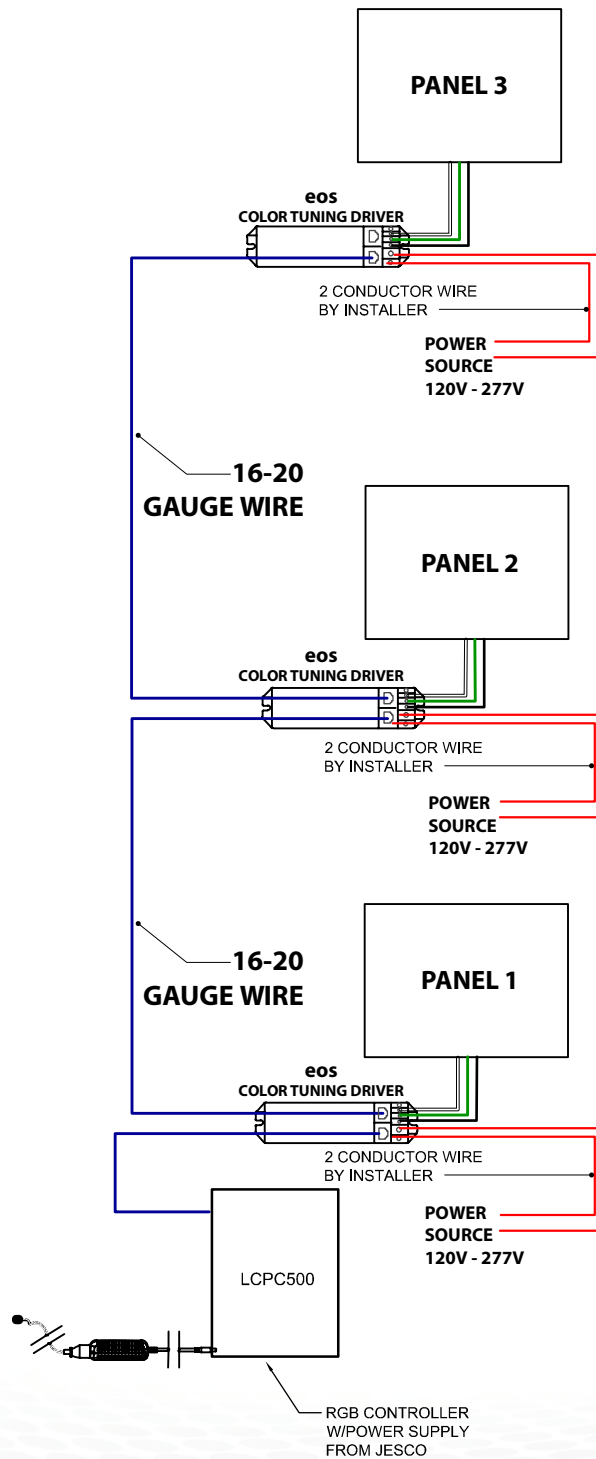 PANEL 3
eos
COLOR TUNING DRIVER
2 CONDUCTOR WIRE
BY INSTALLER
POWER
SOURCE
120V - 277V
16-20
GAUGE WIRE
PANEL 2
eos
COLOR TUNING DRIVER
2 CONDUCTOR WIRE
BY INSTALLER
POWER
SOURCE
120V - 277V
16-20
GAUGE WIRE
PANEL 1
eos
COLOR TUNING DRIVER
2 CONDUCTOR WIRE
BY INSTALLER
POWER
SOURCE
120V - 277V
LCPC500
RGB CONTROLLER
W/POWER SUPPLY
FROM JESCO